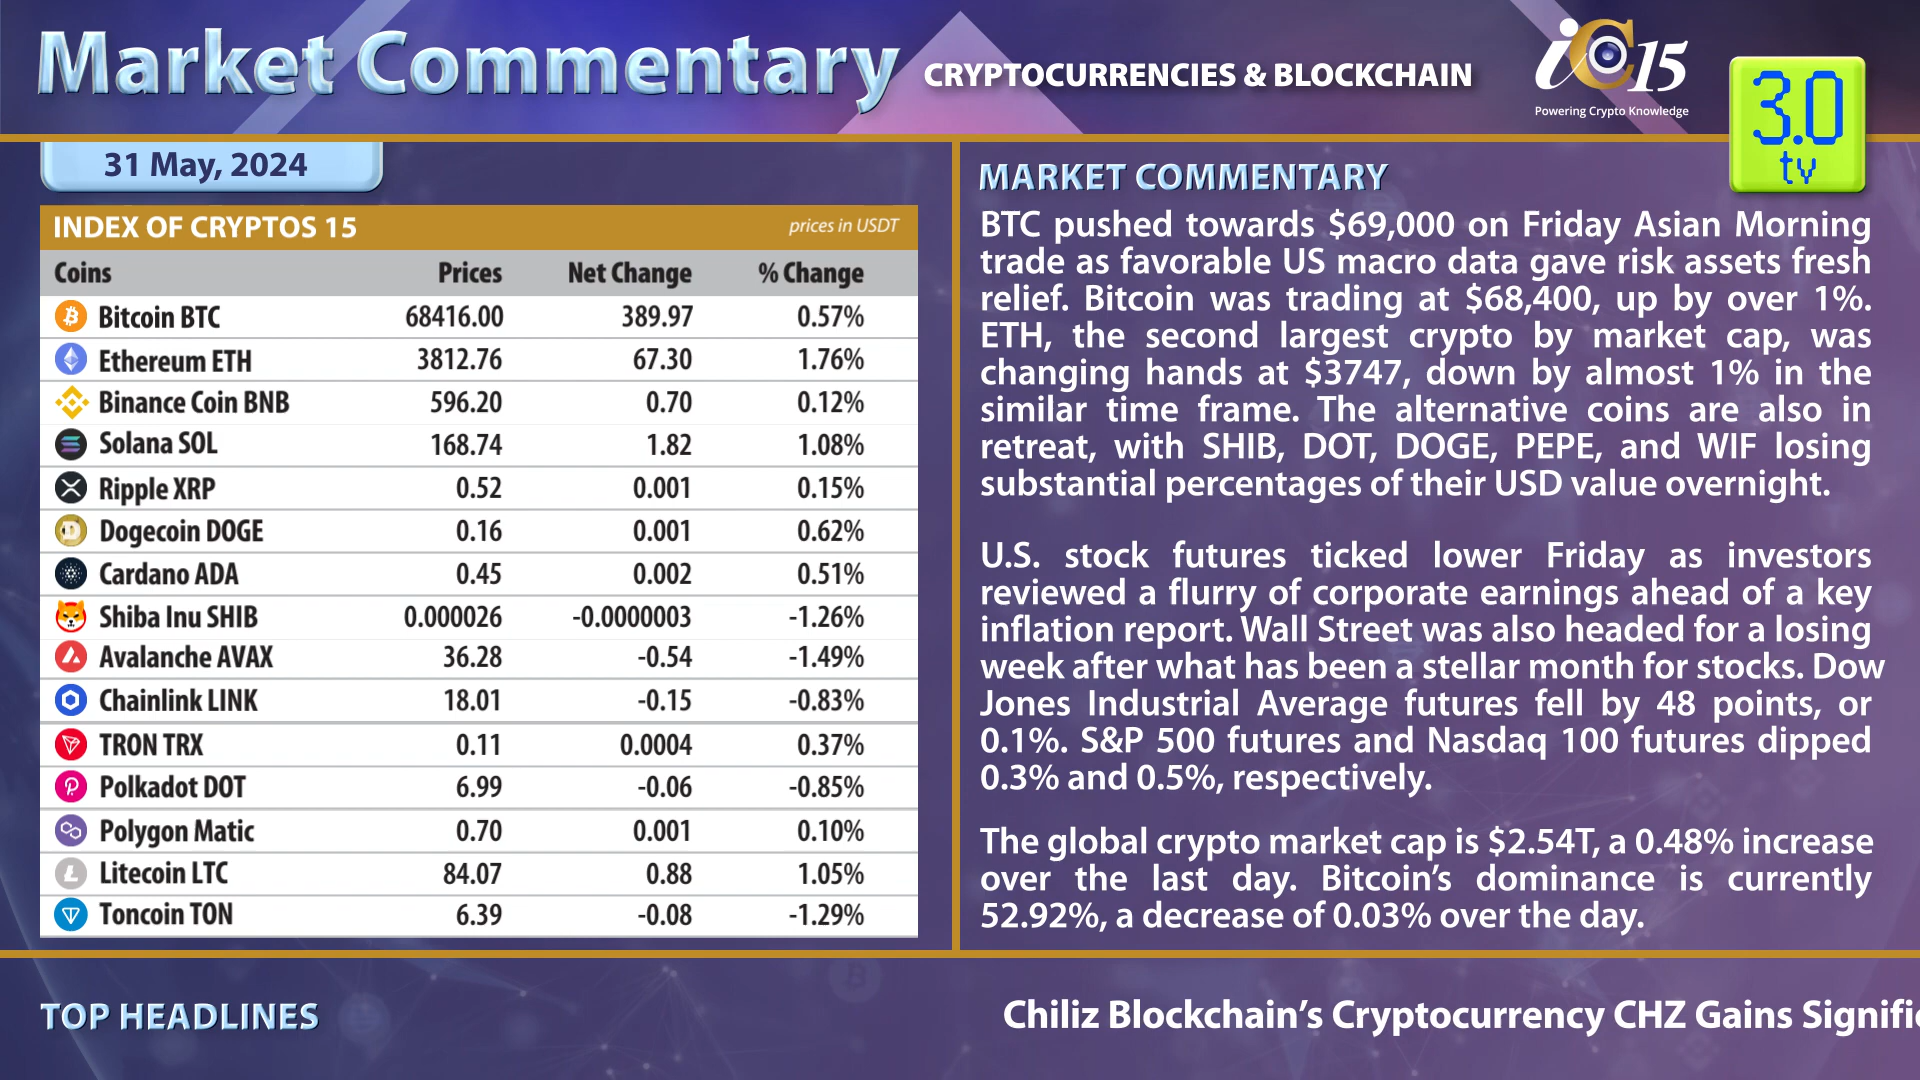 Market Commentary
CRYPTOCURRENCIES & BLOCKCHAIN
iC15
Powering Crypto Knowledge
3.0
tv
31 May, 2024
INDEX OF CRYPTOS 15 prices in USDT
Coins Prices Net Change % Change
Bitcoin BTC 68416.00 389.97 0.57%
Ethereum ETH 3812.76 67.30 1.76%
Binance Coin BNB 596.20 0.70 0.12%
Solana SOL 168.74 1.82 1.08%
Ripple XRP 0.52 0.001 0.15%
Dogecoin DOGE 0.16 0.001 0.62%
Cardano ADA 0.45 0.002 0.51%
Shiba Inu SHIB 0.000026 -0.0000003 -1.26%
Avalanche AVAX 36.28 -0.54 -1.49%
Chainlink LINK 18.01 -0.15 -0.83%
TRON TRX 0.11 0.0004 0.37%
Polkadot DOT 6.99 -0.06 -0.85%
Polygon Matic 0.70 0.001 0.10%
Litecoin LTC 84.07 0.88 1.05%
Toncoin TON 6.39 -0.08 -1.29%
MARKET COMMENTARY
BTC pushed towards $69,000 on Friday Asian Morning
trade as favorable US macro data gave risk assets fresh
relief. Bitcoin was trading at $68,400, up by over 1%.
ETH, the second largest crypto by market cap, was
changing hands at $3747, down by almost 1% in the
similar time frame. The alternative coins are also in
retreat, with SHIB, DOT, DOGE, PEPE, and WIF losing
substantial percentages of their USD value overnight.
U.S. stock futures ticked lower Friday as investors
reviewed a flurry of corporate earnings ahead of a key
inflation report. Wall Street was also headed for a losing
week after what has been a stellar month for stocks. Dow
Jones Industrial Average futures fell by 48 points, or
0.1%. S&P 500 futures and Nasdaq 100 futures dipped
0.3% and 0.5%, respectively.
The global crypto market cap is $2.54T, a 0.48% increase
over the last day. Bitcoin's dominance is currently
52.92%, a decrease of 0.03% over the day.
TOP HEADLINES
Chiliz Blockchain's Cryptocurrency CHZ Gains Signifi